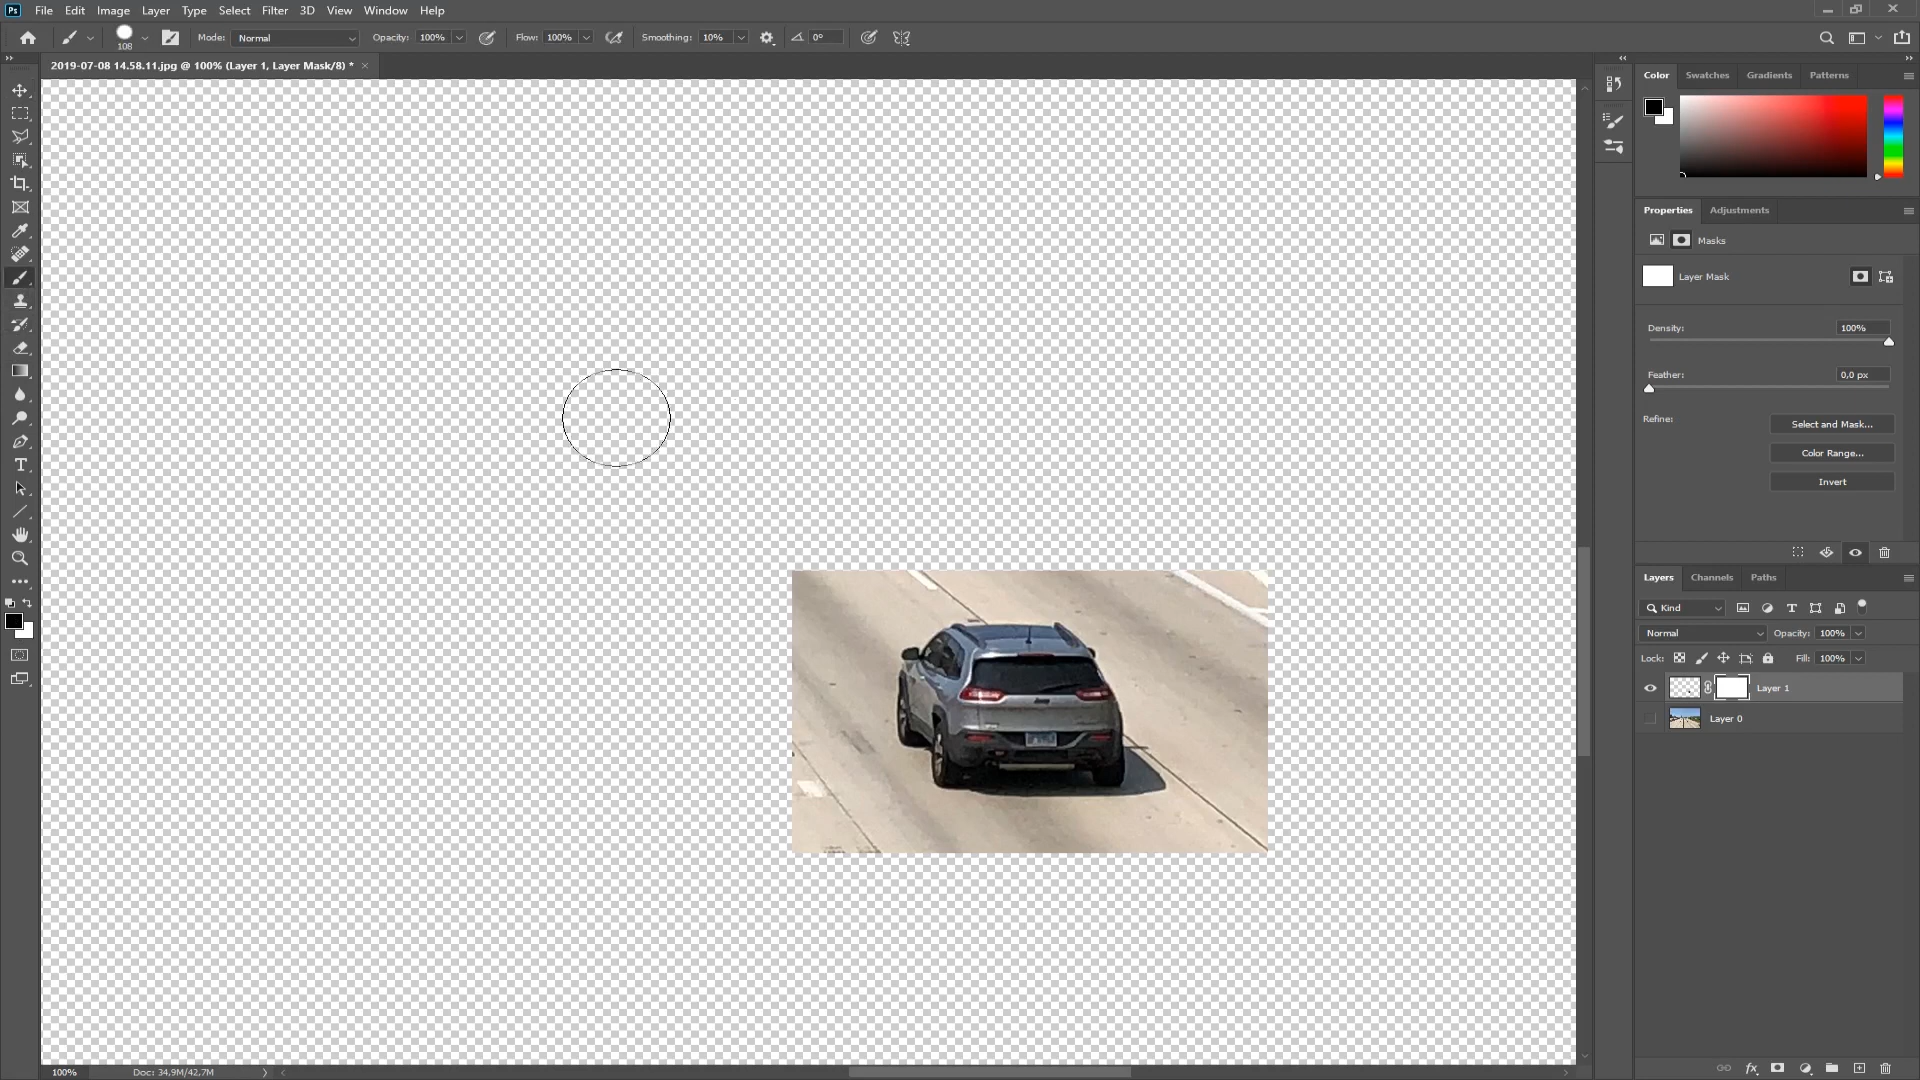 Ps File Edit Image Layer Type Select Filter 3D View Window Help
108 Mode: Normal Opacity: 100% Flow: 100% Smoothing: 10% 0°
2019-07-08 14.58.11.jpg @ 100% (Layer 1, Layer Mask/8) *
Color Swatches Gradients Patterns
Properties Adjustments
Masks
Layer Mask
Density: 100%
Feather: 0,0 px
Refine: Select and Mask...
Color Range...
Invert
Layers Channels Paths
Kind
Normal Opacity: 100%
Lock: Fill: 100%
Layer 1
Layer 0
fx
100% Doc: 34,9M/42,7M